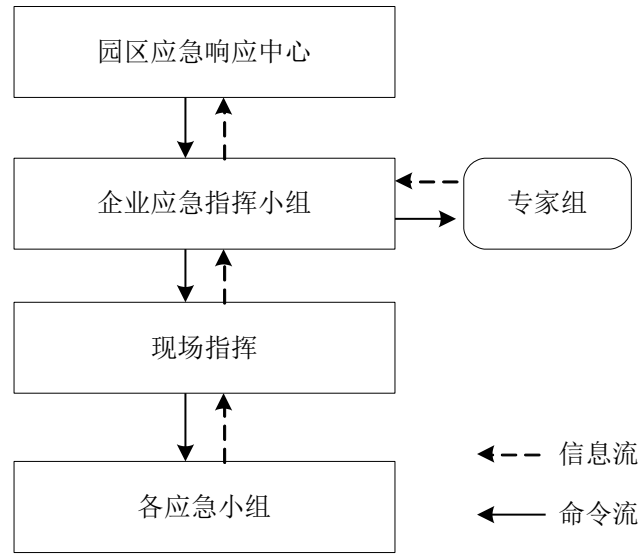 园区应急响应中心
企业应急指挥小组
专家组
现场指挥
各应急小组
信息流
命令流